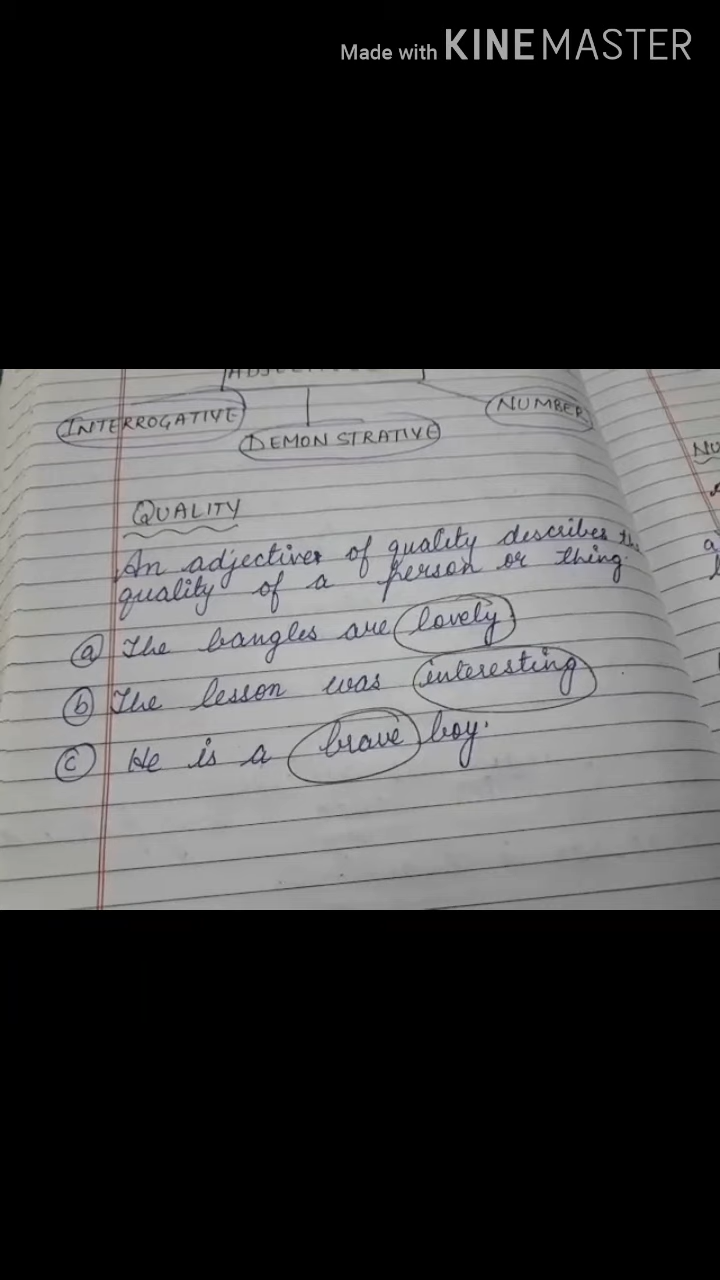 Made with KINEMASTER
INTERROGATIVE
DEMONSTRATIVE
NUMBER
QUALITY
An adjective of quality describes the
quality of a person or thing.
a The bangles are lovely
b The lesson was interesting
c He is a brave boy.